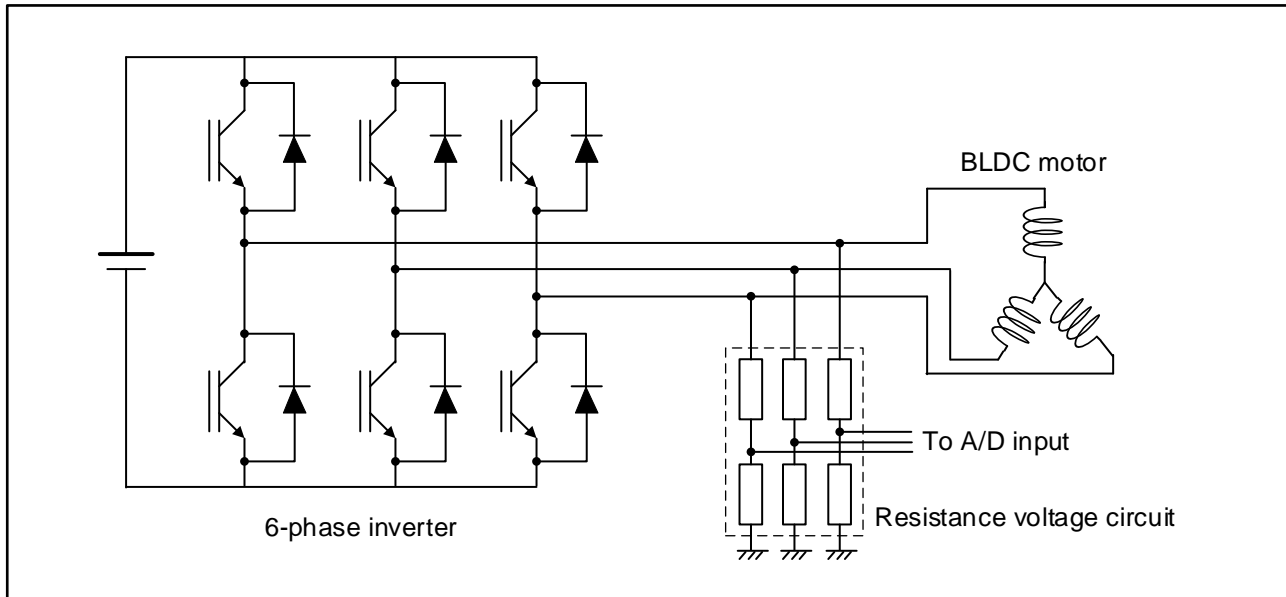 BLDC motor
To A/D input
Resistance voltage circuit
6-phase inverter